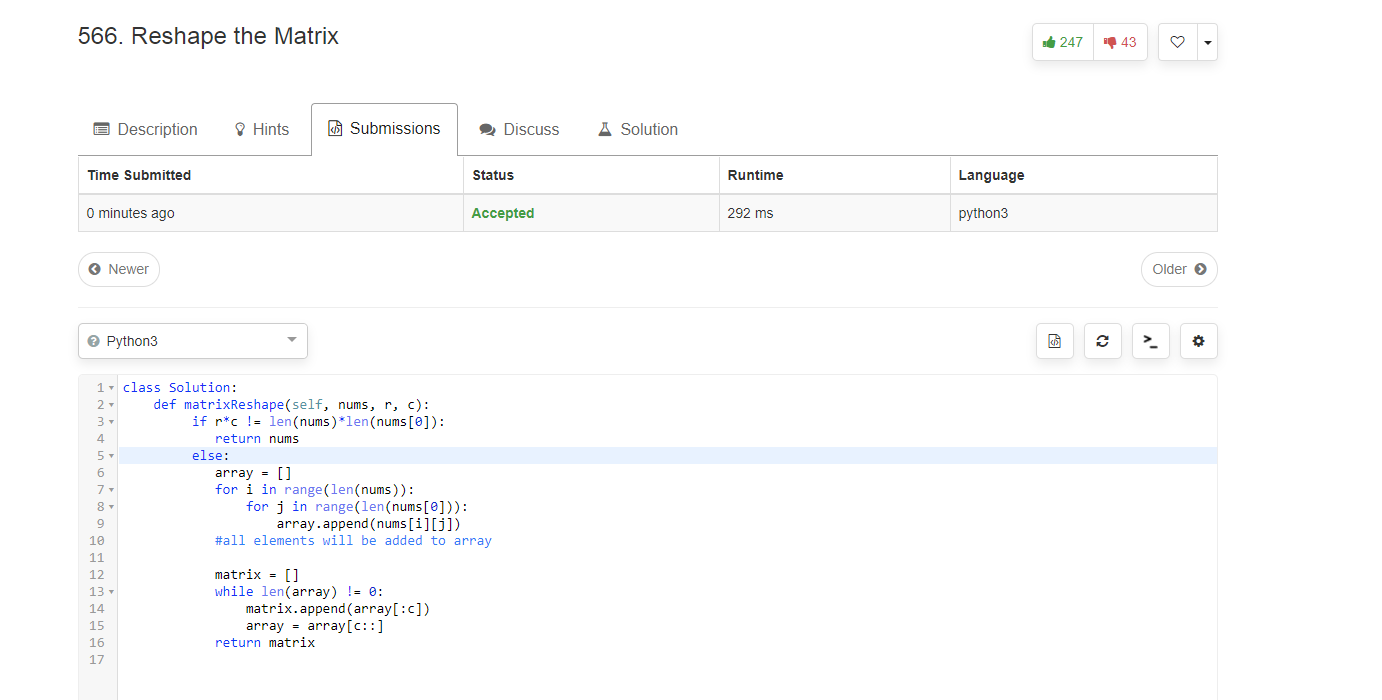 566. Reshape the Matrix
247 43
Description Hints Submissions Discuss Solution
Time Submitted Status Runtime Language
0 minutes ago Accepted 292 ms python3
Newer Older
Python3
1 class Solution:
2 def matrixReshape(self, nums, r, c):
3 if r*c != len(nums)*len(nums[0]):
4 return nums
5 else:
6 array = []
7 for i in range(len(nums)):
8 for j in range(len(nums[0])):
9 array.append(nums[i][j])
10 #all elements will be added to array
11
12 matrix = []
13 while len(array) != 0:
14 matrix.append(array[:c])
15 array = array[c::]
16 return matrix
17